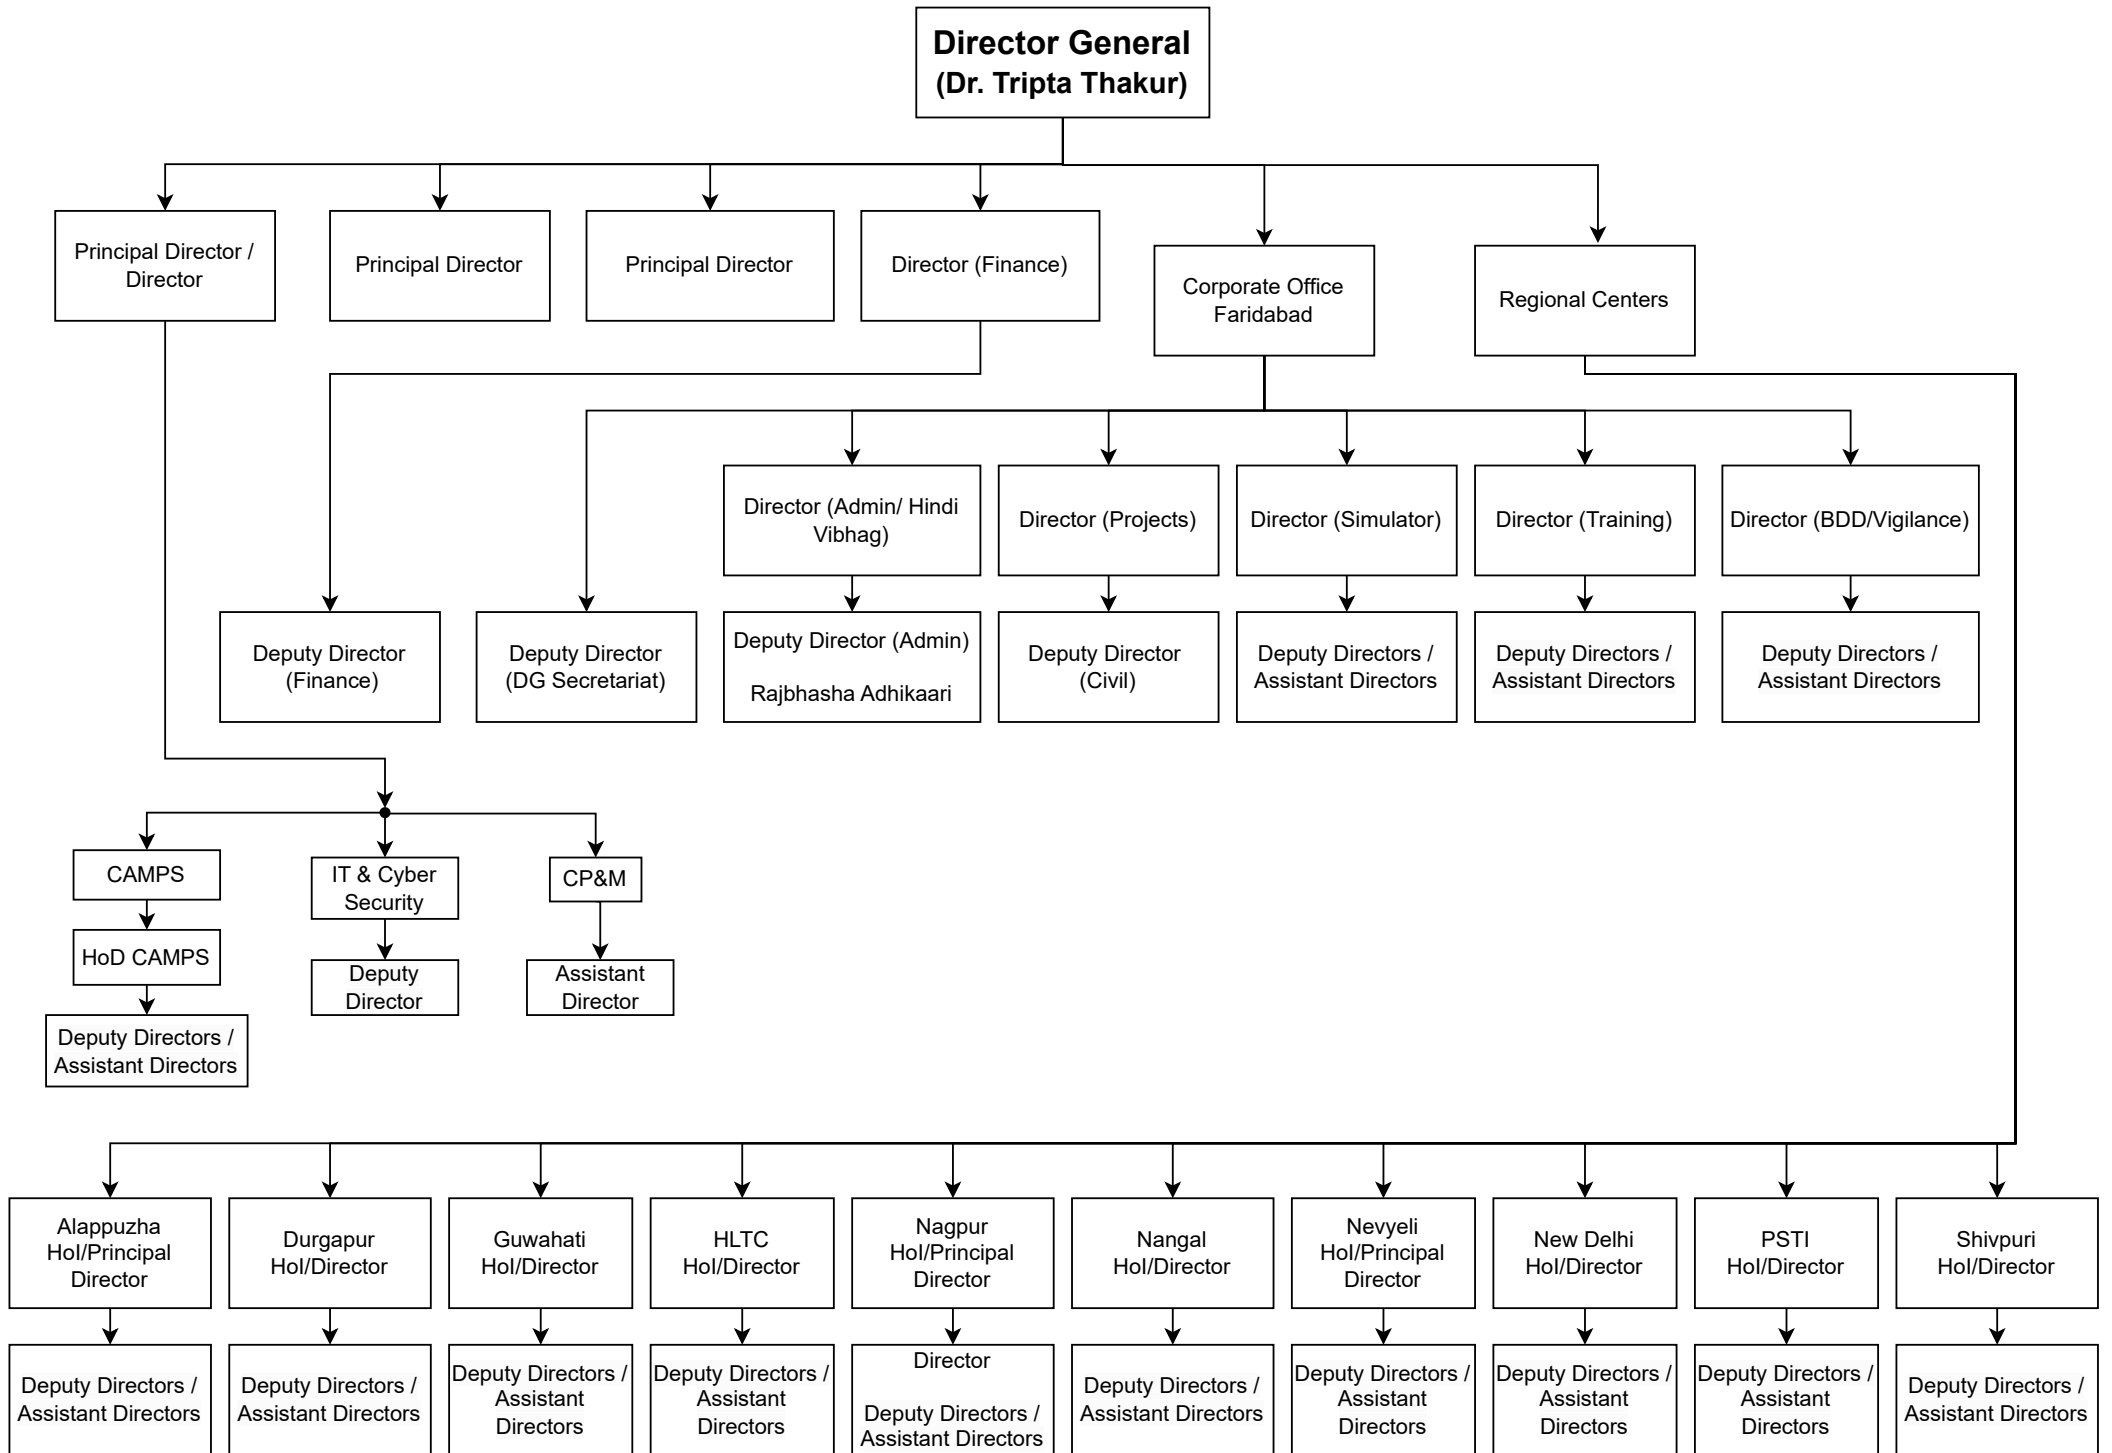 Director General
(Dr. Tripta Thakur)
Principal Director /
Director
Principal Director
Principal Director
Director (Finance)
Corporate Office
Faridabad
Regional Centers
Director (Admin/ Hindi
Vibhag)
Director (Projects)
Director (Simulator)
Director (Training)
Director (BDD/Vigilance)
Deputy Director
(Finance)
Deputy Director
(DG Secretariat)
Deputy Director (Admin)
Rajbhasha Adhikaari
Deputy Director
(Civil)
Deputy Directors /
Assistant Directors
Deputy Directors /
Assistant Directors
Deputy Directors /
Assistant Directors
CAMPS
IT & Cyber
Security
CP&M
HoD CAMPS
Deputy
Director
Assistant
Director
Deputy Directors /
Assistant Directors
Alappuzha
HoI/Principal
Director
Durgapur
HoI/Director
Guwahati
HoI/Director
HLTC
HoI/Director
Nagpur
HoI/Principal
Director
Nangal
HoI/Director
Nevyeli
HoI/Principal
Director
New Delhi
HoI/Director
PSTI
HoI/Director
Shivpuri
HoI/Director
Deputy Directors /
Assistant Directors
Deputy Directors /
Assistant Directors
Deputy Directors /
Assistant
Directors
Deputy Directors /
Assistant
Directors
Director
Deputy Directors /
Assistant Directors
Deputy Directors /
Assistant Directors
Deputy Directors /
Assistant
Directors
Deputy Directors /
Assistant
Directors
Deputy Directors /
Assistant
Directors
Deputy Directors /
Assistant Directors